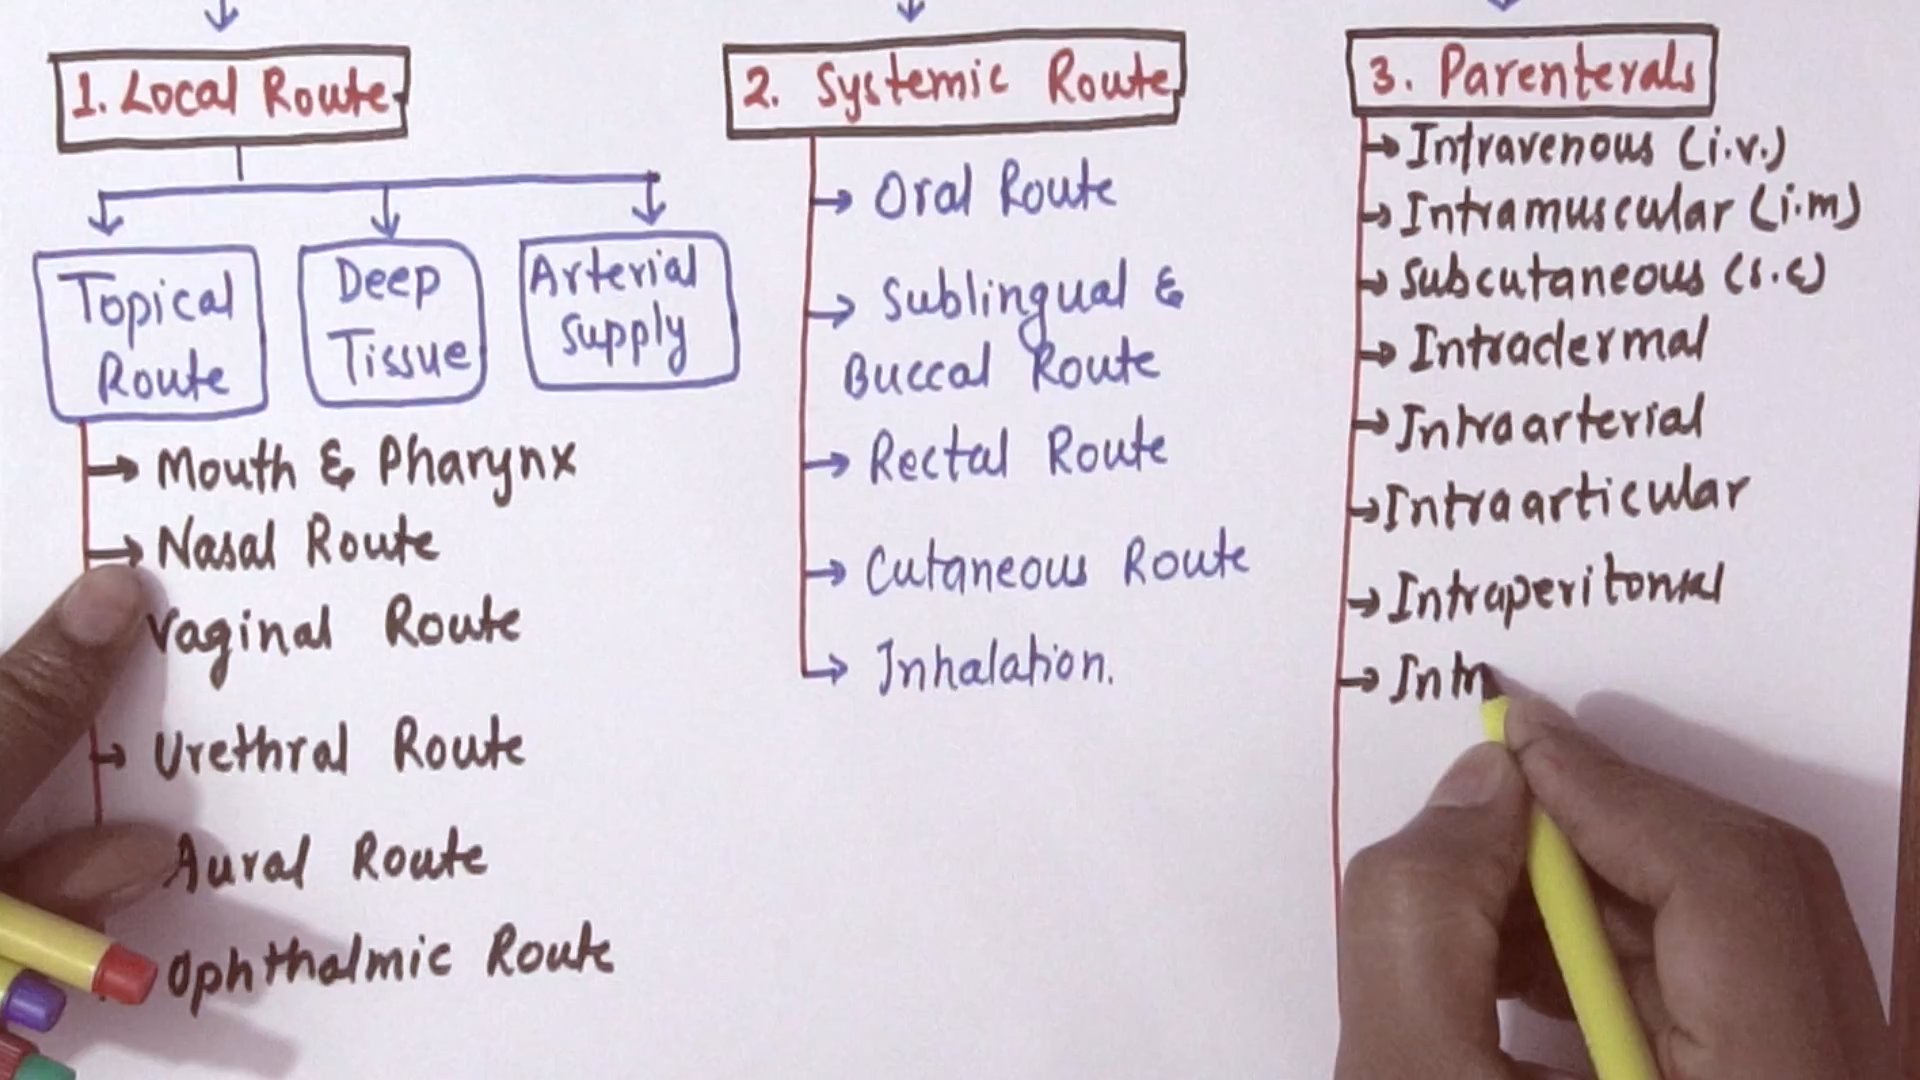 1. Local Route
Topical
Route
Deep
Tissue
Arterial
Supply
Mouth & Pharynx
Nasal Route
Vaginal Route
Urethral Route
Aural Route
Ophthalmic Route
2. Systemic Route
Oral Route
Sublingual &
Buccal Route
Rectal Route
Cutaneous Route
Inhalation.
3. Parenterals
Intravenous (i.v.)
Intramuscular (i.m)
Subcutaneous (s.c)
Intradermal
Intraarterial
Intraarticular
Intraperitoneal
Intr